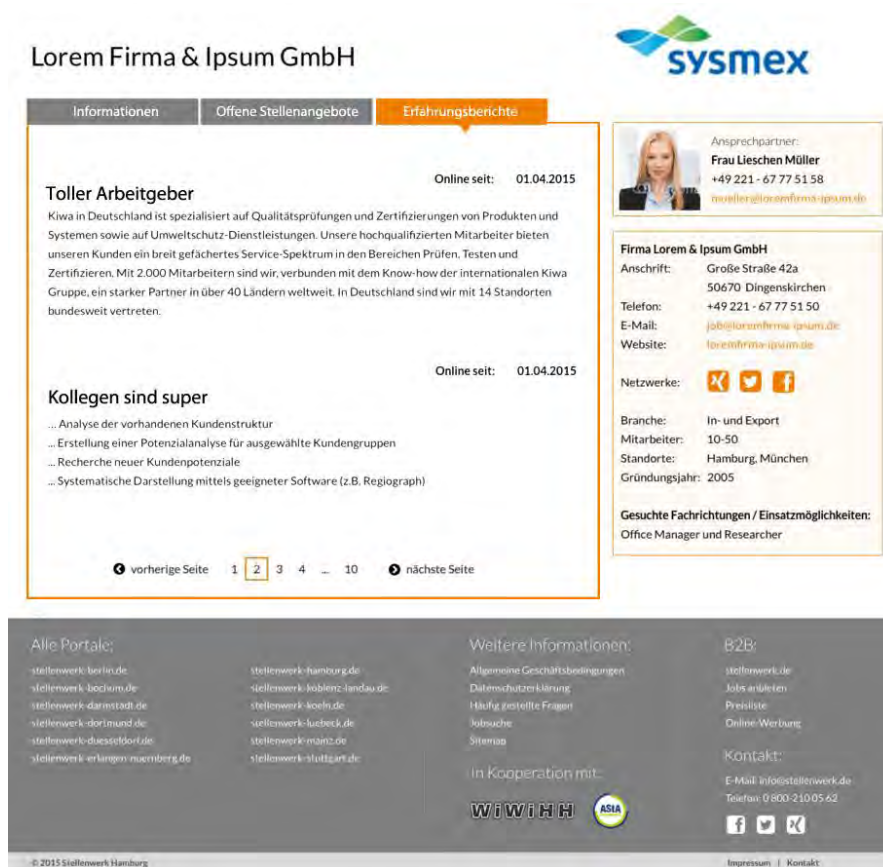 Lorem Firma & Ipsum GmbH
sysmex
Informationen
Offene Stellenangebote
Erfahrungsberichte
Online seit: 01.04.2015
Toller Arbeitgeber
Kiwa in Deutschland ist spezialisiert auf Qualitätsprüfungen und Zertifizierungen von Produkten und
Systemen sowie auf Umweltschutz-Dienstleistungen. Unsere hochqualifizierten Mitarbeiter bieten
unseren Kunden ein breit gefächertes Service-Spektrum in den Bereichen Prüfen, Testen und
Zertifizieren. Mit 2.000 Mitarbeitern sind wir, verbunden mit dem Know-how der internationalen Kiwa
Gruppe, ein starker Partner in über 40 Ländern weltweit. In Deutschland sind wir mit 14 Standorten
bundesweit vertreten.
Online seit: 01.04.2015
Kollegen sind super
... Analyse der vorhandenen Kundenstruktur
... Erstellung einer Potenzialanalyse für ausgewählte Kundengruppen
... Recherche neuer Kundenpotenziale
... Systematische Darstellung mittels geeigneter Software (z.B. Regiograph)
vorherige Seite 1 2 3 4 ... 10 nächste Seite
Ansprechpartner:
Frau Lieschen Müller
+49 221 - 67 77 51 58
mueller@loremfirma-ipsum.de
Firma Lorem & Ipsum GmbH
Anschrift: Große Straße 42a
50670 Dingenskirchen
Telefon: +49 221 - 67 77 51 50
E-Mail: job@loremfirma-ipsum.de
Website: loremfirma-ipsum.de
Netzwerke:
Branche: In- und Export
Mitarbeiter: 10-50
Standorte: Hamburg, München
Gründungsjahr: 2005
Gesuchte Fachrichtungen / Einsatzmöglichkeiten:
Office Manager und Researcher
Alle Portale:
stellenwerk-berlin.de
stellenwerk-bochum.de
stellenwerk-darmstadt.de
stellenwerk-dortmund.de
stellenwerk-duesseldorf.de
stellenwerk-erlangen-nuernberg.de
stellenwerk-hamburg.de
stellenwerk-koblenz-landau.de
stellenwerk-koeln.de
stellenwerk-luebeck.de
stellenwerk-mainz.de
stellenwerk-stuttgart.de
Weitere Informationen:
Allgemeine Geschäftsbedingungen
Datenschutzerklärung
Häufig gestellte Fragen
Jobsuche
Sitemap
In Kooperation mit:
WiWiHH
AStA
B2B:
stellenwerk.de
Jobs anbieten
Preisliste
Online-Werbung
Kontakt:
E-Mail: info@stellenwerk.de
Telefon: 0 800-210 05 62
© 2015 Stellenwerk Hamburg
Impressum | Kontakt